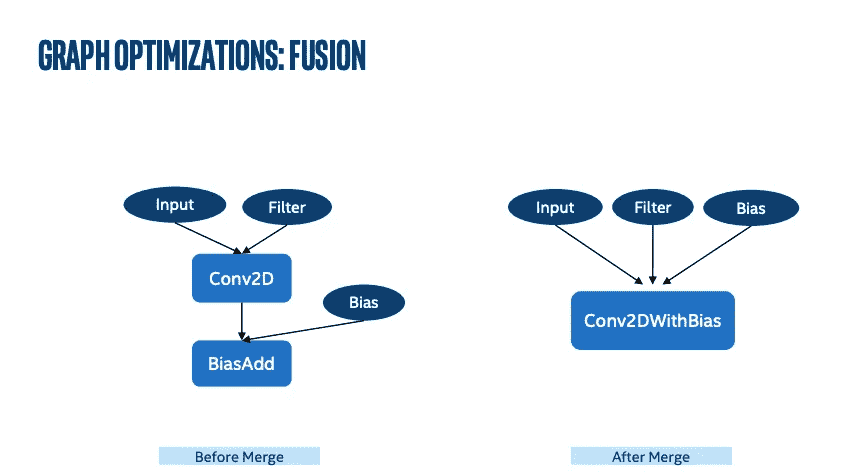 GRAPH OPTIMIZATIONS: FUSION
Input
Filter
Conv2D
Bias
BiasAdd
Before Merge
Input
Filter
Bias
Conv2DWithBias
After Merge